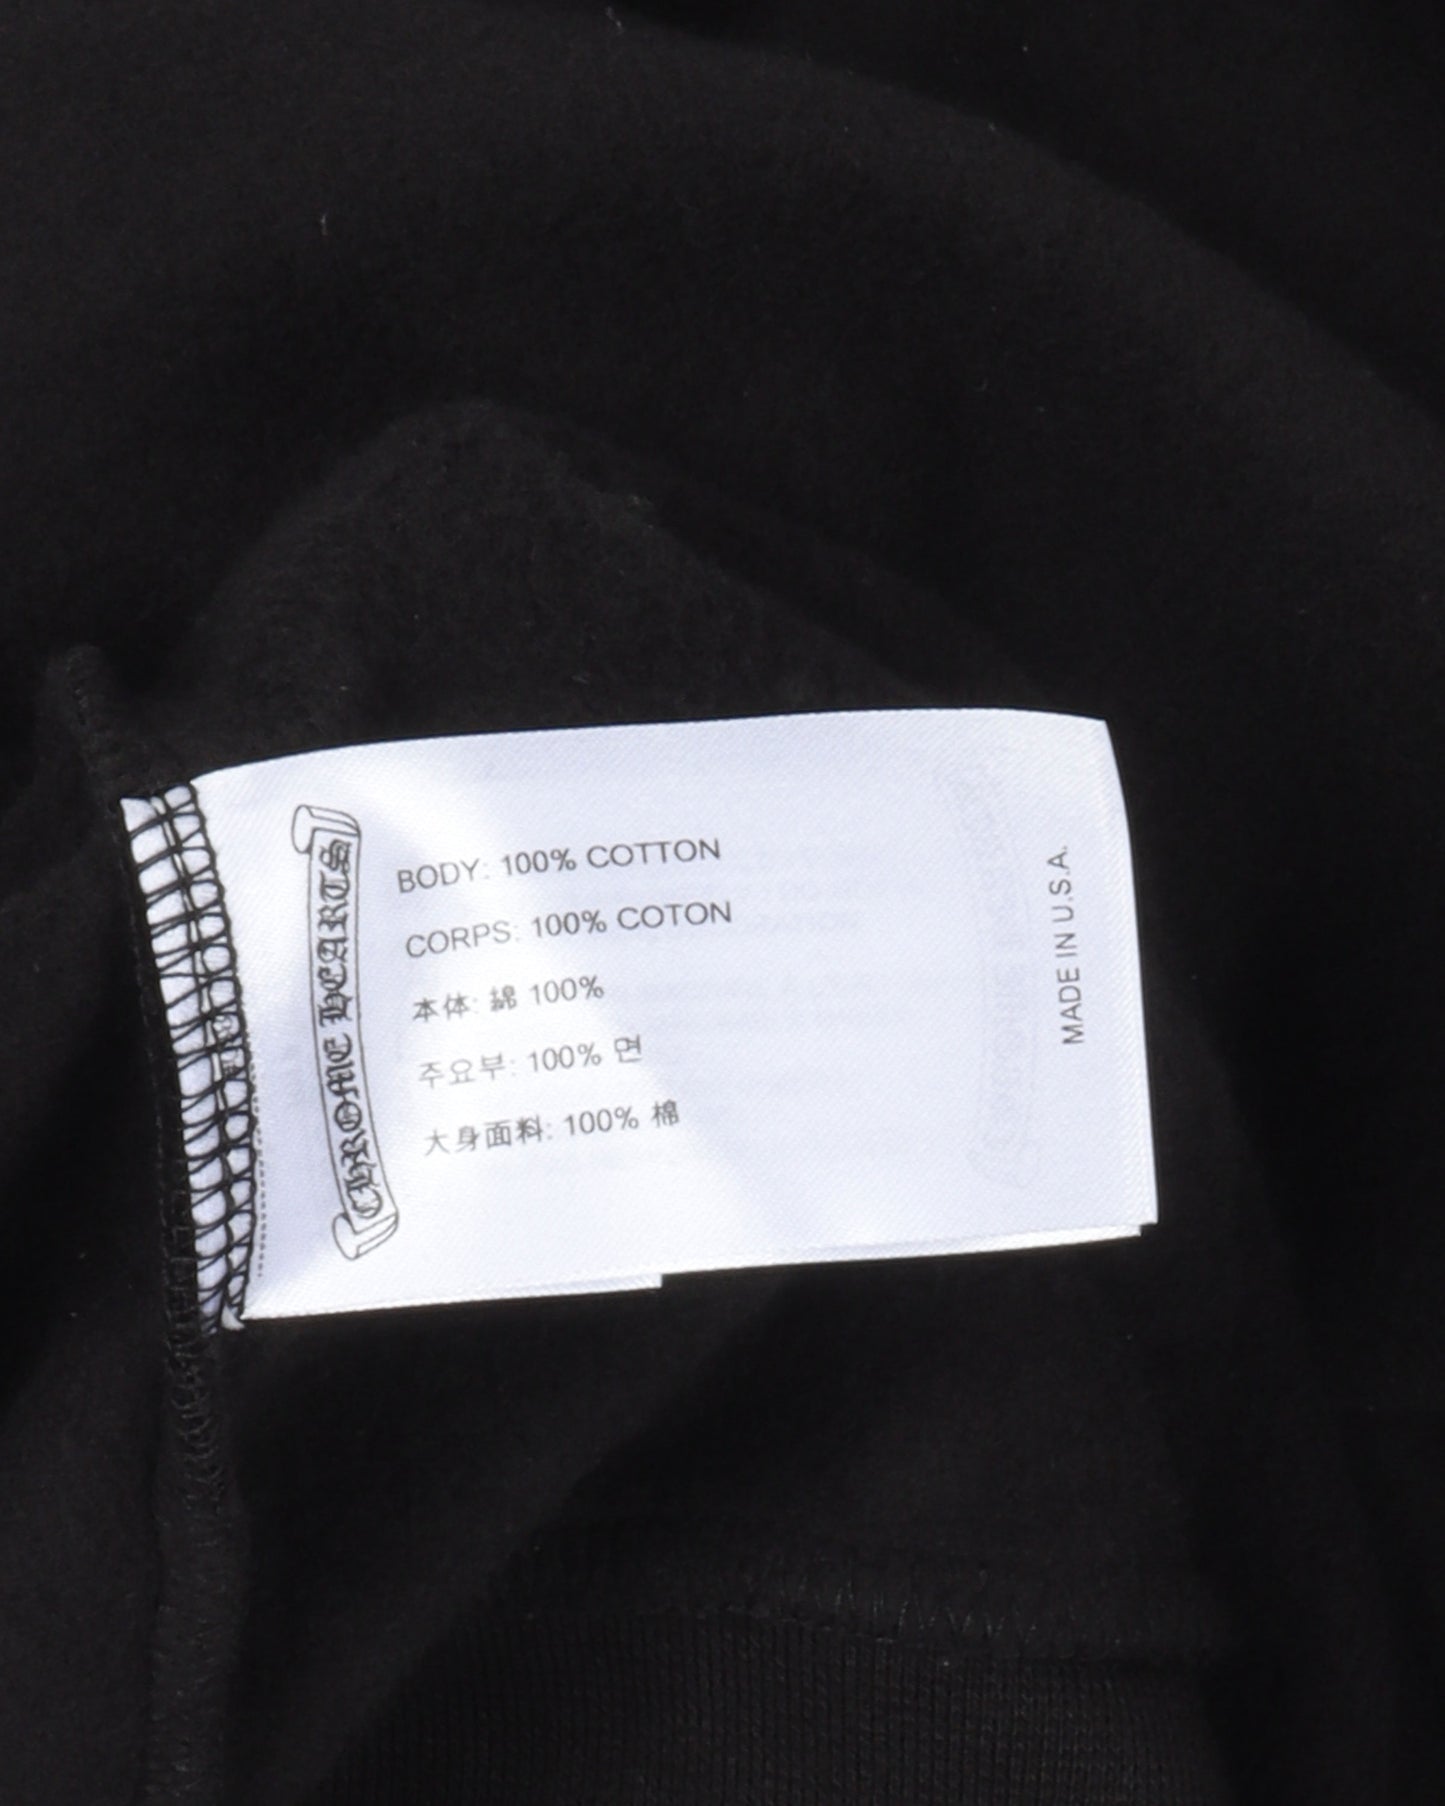 CHROME HEARTS
BODY: 100% COTTON
CORPS: 100% COTON
本体: 綿 100%
주요부: 100% 면
大身面料: 100% 棉
MADE IN U.S.A.